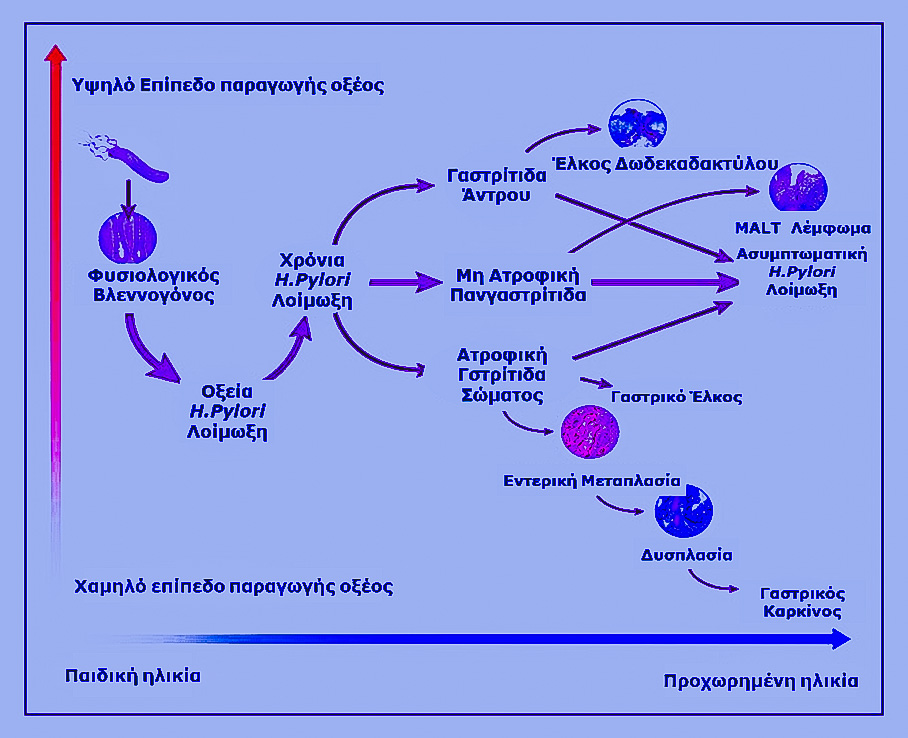 Υψηλό Επίπεδο παραγωγής οξέος
Έλκος Δωδεκαδακτύλου
Γαστρίτιδα
Άντρου
MALT Λέμφωμα
Ασυμπτωματική
H.Pylori
Λοίμωξη
Φυσιολογικός
Βλεννογόνος
Χρόνια
H.Pylori
Λοίμωξη
Μη Ατροφική
Πανγαστρίτιδα
Οξεία
H.Pylori
Λοίμωξη
Ατροφική
Γστρίτιδα
Σώματος
Γαστρικό Έλκος
Εντερική Μεταπλασία
Δυσπλασία
Γαστρικός
Καρκίνος
Χαμηλό επίπεδο παραγωγής οξέος
Παιδική ηλικία
Προχωρημένη ηλικία